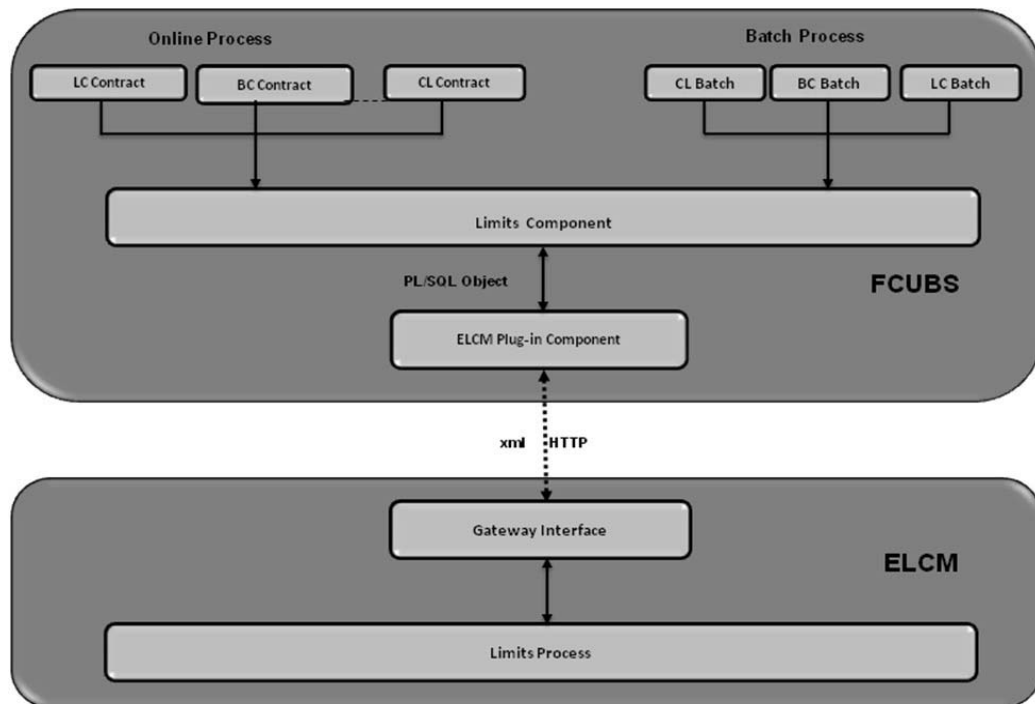 Online Process
Batch Process
LC Contract
BC Contract
CL Contract
CL Batch
BC Batch
LC Batch
Limits Component
PL/SQL Object
FCUBS
ELCM Plug-in Component
xml HTTP
Gateway Interface
ELCM
Limits Process